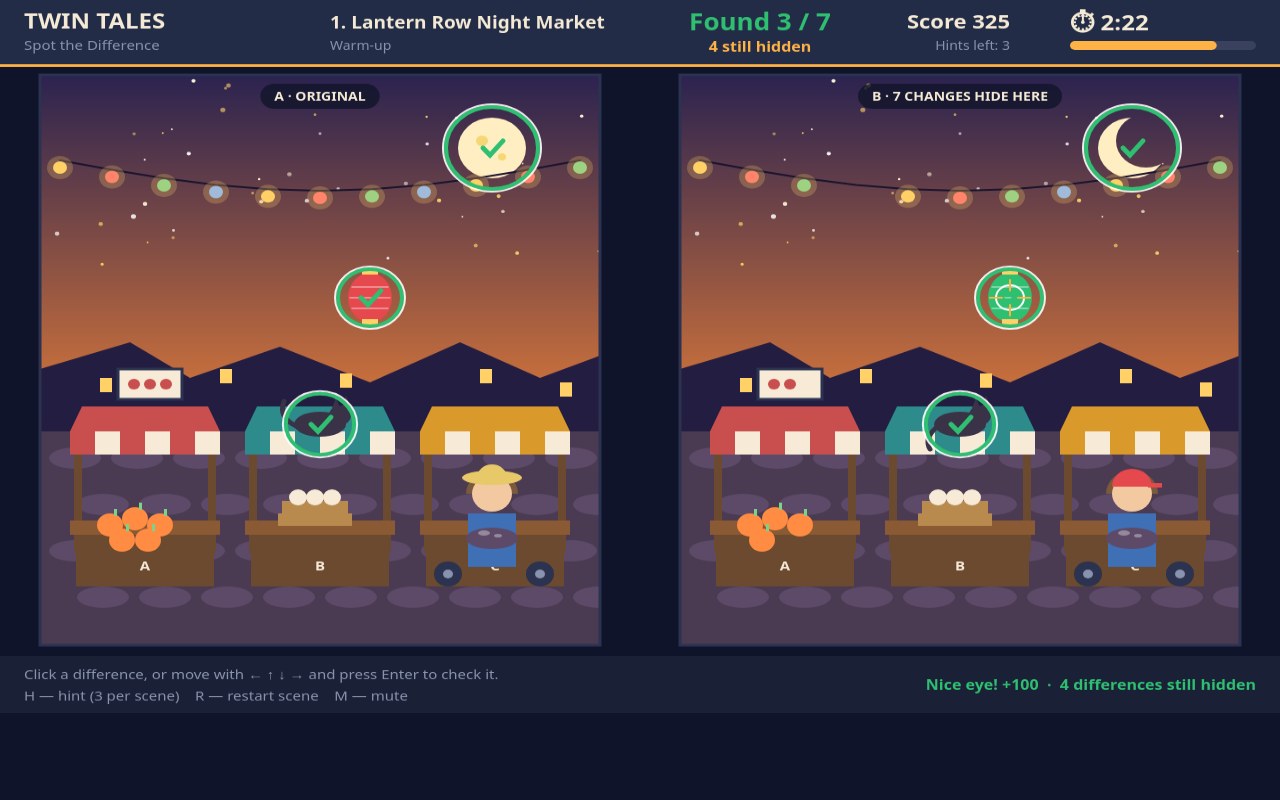 TWIN TALES
Spot the Difference
1. Lantern Row Night Market
Warm-up
Found 3 / 7
4 still hidden
Score 325
Hints left: 3
⏱ 2:22
A · ORIGINAL
B · 7 CHANGES HIDE HERE
A
B
C
A
B
C
Click a difference, or move with ← ↑ ↓ → and press Enter to check it.
H — hint (3 per scene) R — restart scene M — mute
Nice eye! +100 · 4 differences still hidden